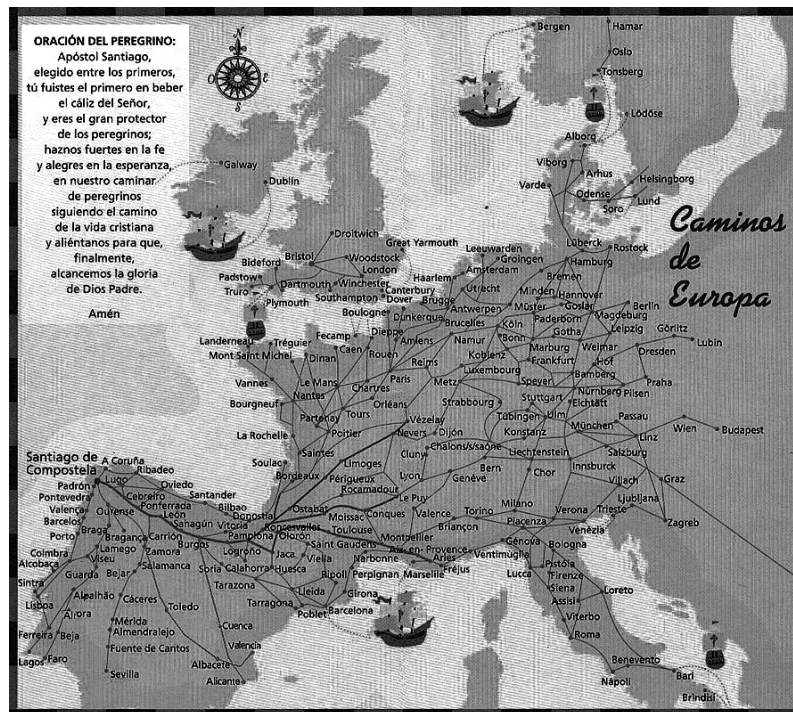 ORACIÓN DEL PEREGRINO:
Apóstol Santiago,
elegido entre los primeros,
tú fuistes el primero en beber
el cáliz del Señor,
y eres el gran protector
de los peregrinos;
haznos fuertes en la fe
y alegres en la esperanza,
en nuestro caminar
de peregrinos
siguiendo el camino
de la vida cristiana
y aliéntanos para que,
finalmente,
alcancemos la gloria
de Dios Padre.
Amén
N
O
E
S
Caminos
de
Europa
Bergen
Hamar
Oslo
Tonsberg
Lödöse
Alborg
Viborg
Arhus
Helsingborg
Varde
Odense
Soro
Lund
Galway
Dublin
Droitwich
Great Yarmouth
Bristol
Woodstock
Bideford
London
Padstow
Dartmouth
Winchester
Canterbury
Truro
Plymouth
Southampton
Dover
Leeuwarden
Groingen
Lübeck
Rostock
Hamburg
Haarlem
Amsterdam
Bremen
Utrecht
Minden
Hannover
Brugge
Berlin
Boulogne
Antwerpen
Müster
Goslar
Magdeburg
Dunkerque
Bruselles
Köln
Paderborn
Leipzig
Görlitz
Fecamp
Dieppe
Amiens
Namur
Bonn
Gotha
Lubin
Landerneau
Tréguier
Caen
Rouen
Koblenz
Marburg
Weimar
Dresden
Mont Saint Michel
Dinan
Reims
Luxembourg
Frankfurt
Hof
Vannes
Le Mans
Chartres
Paris
Metz
Speyer
Bamberg
Praha
Nürnberg
Pilsen
Bourgneuf
Nantes
Orléans
Strabbourg
Stuttgart
Eichtätt
Partenay
Tours
Tübingen
Ulm
Passau
Vézelay
München
Wien
Budapest
La Rochelle
Poitier
Nevers
Dijón
Konstanz
Linz
Chalons/s/saône
Salzburg
Saintes
Cluny
Liechtenstein
Soulac
Limoges
Bern
Innsburck
Bordeaux
Périgueux
Lyon
Genéve
Chor
Villach
Graz
Rocamadour
Le Puy
Ljubljana
Santiago de
Compostela
A Coruña
Ribadeo
Padrón
Lugo
Oviedo
Pontevedra
Cebreiro
Santander
Ostabat
Conques
Valence
Torino
Milano
Verona
Trieste
Valença
Ponferrada
Bilbao
Moissac
Piacenza
Zagreb
Barcelos
Ourense
León
Donostia
Roncesvalles
Toulouse
Briançon
Venézia
Porto
Braga
Sahagún
Vitoria
Montpellier
Bragança
Carrión
Pamplona
Olorón
Génova
Coimbra
Lamego
Burgos
Logroño
Saint Gaudens
Aix-en-Provence
Bologna
Alcobaça
Viseu
Zamora
Jaca
Narbonne
Arles
Ventimuglia
Guarda
Bejar
Salamanca
Soria
Calahorra
Huesca
Viella
Perpignan
Marseille
Fréjus
Lucca
Pistóia
Sintra
Tarazona
Ripoll
Firenze
Lisboa
Alpalhão
Cáceres
Lleida
Girona
Siena
Loreto
Toledo
Tarragona
Poblet
Barcelona
Assisi
Mérida
Viterbo
Ferreira
Beja
Almendralejo
Cuenca
Roma
Fuente de Cantos
Valencia
Lagos
Faro
Albacete
Benevento
Sevilla
Alicante
Nápoli
Bari
Brindisi